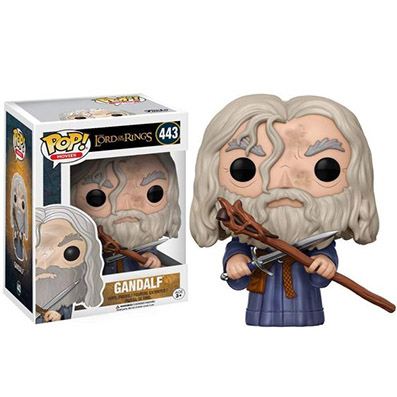 POP!
MOVIES
THE LORD OF THE RINGS
443
GANDALF